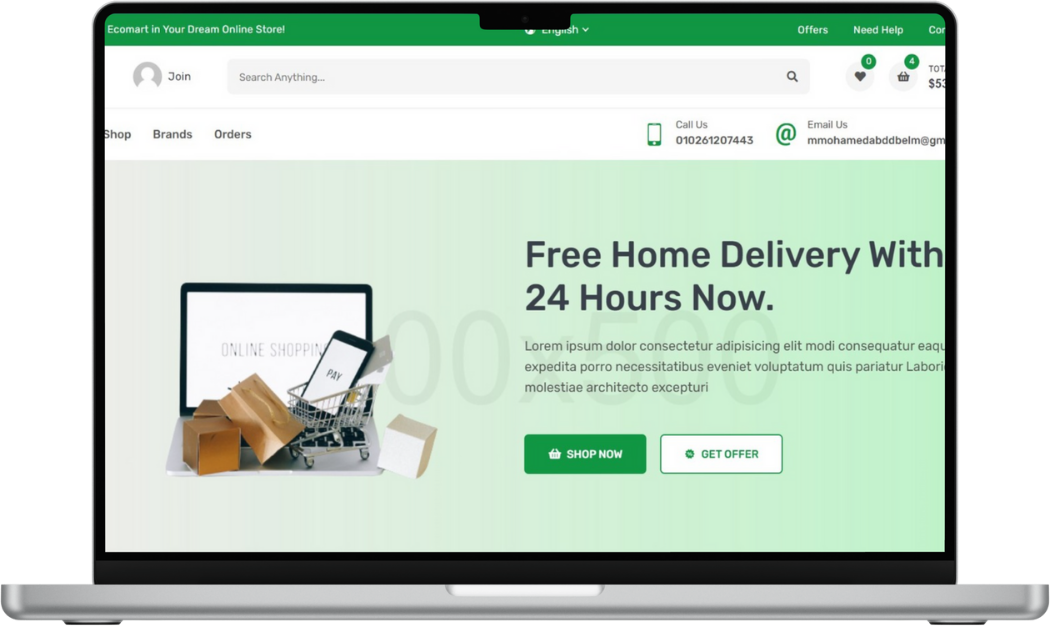 Ecomart in Your Dream Online Store!
English
Offers
Need Help
Join
Search Anything...
0
4
$53
Shop
Brands
Orders
Call Us
010261207443
Email Us
mmohamedabddbelm@gm
Free Home Delivery With
24 Hours Now.
ONLINE SHOPPIN
PAY
00x500
Lorem ipsum dolor consectetur adipisicing elit modi consequatur eaqu
expedita porro necessitatibus eveniet voluptatum quis pariatur Labori
molestiae architecto excepturi
SHOP NOW
GET OFFER